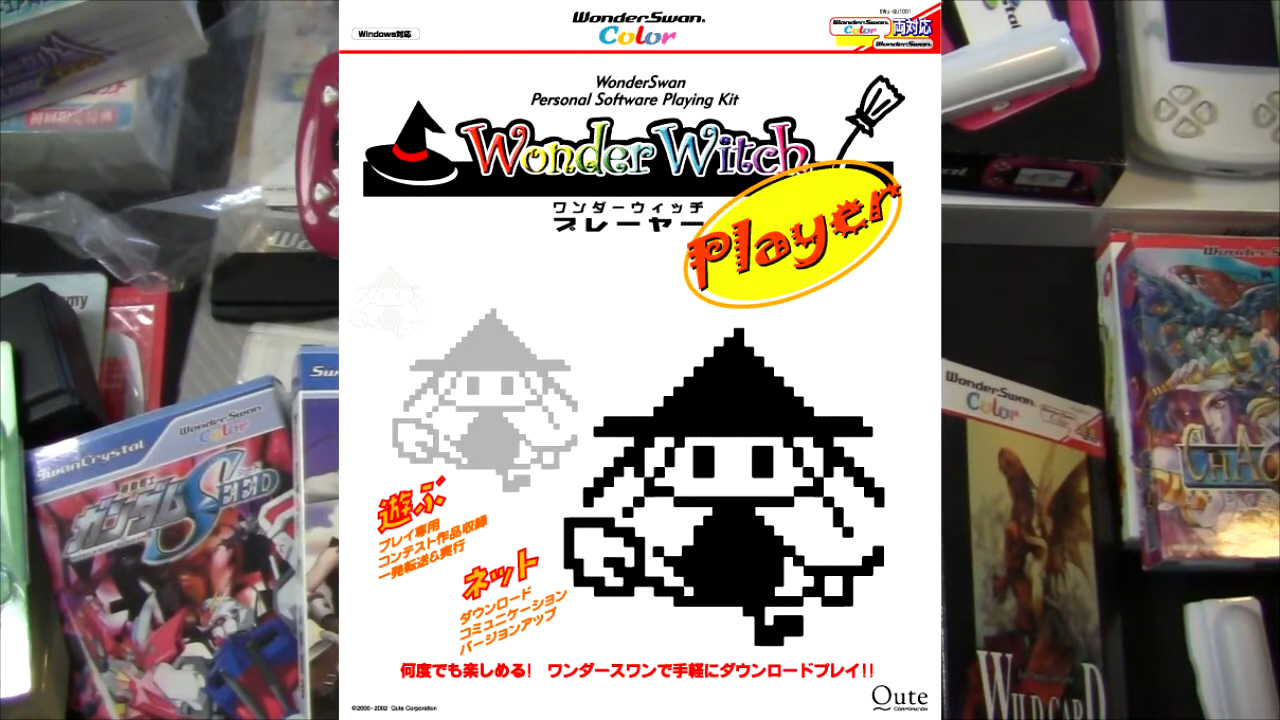 WonderSwan
Color
Windows対応
SWJ-QUT001
WonderSwan
Color
両対応
WonderSwan
WonderSwan
Personal Software Playing Kit
Wonder Witch
ワンダーウィッチ
プレーヤー
Player
遊ぶ
プレイ専用
コンテスト作品収録
一発転送&実行
ネット
ダウンロード
コミュニケーション
バージョンアップ
何度でも楽しめる! ワンダースワンで手軽にダウンロードプレイ!!
©2000-2002 Qute Corporation
Qute
CORPORATION
SwanCrystal
WonderSwan
Color
ガンダム SEED
WonderSwan
Color
WILDCARD
WonderSwan